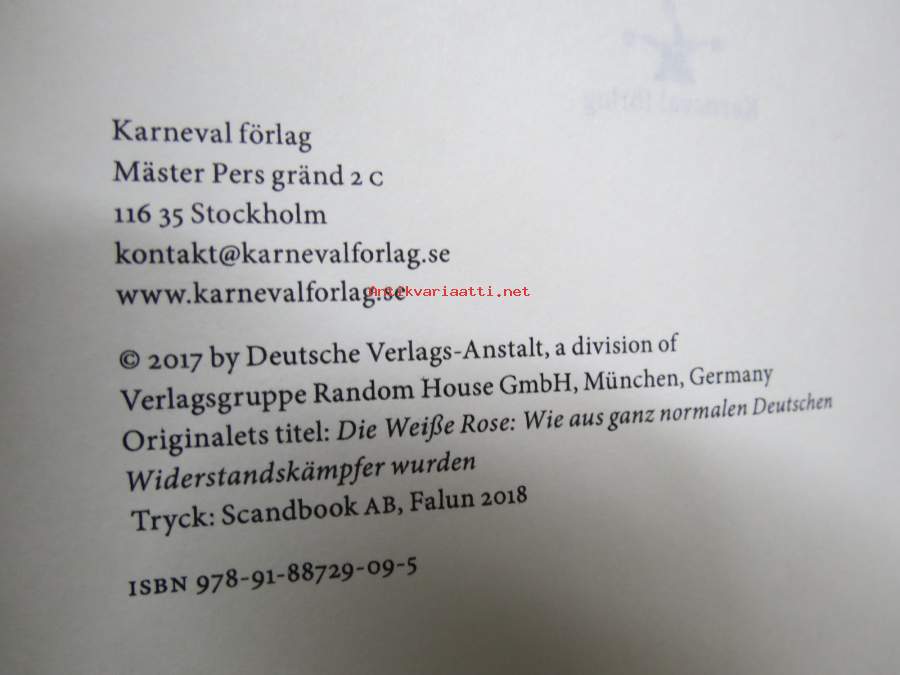 Karneval förlag
Mäster Pers gränd 2 C
116 35 Stockholm
kontakt@karnevalforlag.se
www.karnevalforlag.se
Antikvariaatti.net
© 2017 by Deutsche Verlags-Anstalt, a division of
Verlagsgruppe Random House GmbH, München, Germany
Originalets titel: Die Weiße Rose: Wie aus ganz normalen Deutschen
Widerstandskämpfer wurden
Tryck: Scandbook AB, Falun 2018
ISBN 978-91-88729-09-5